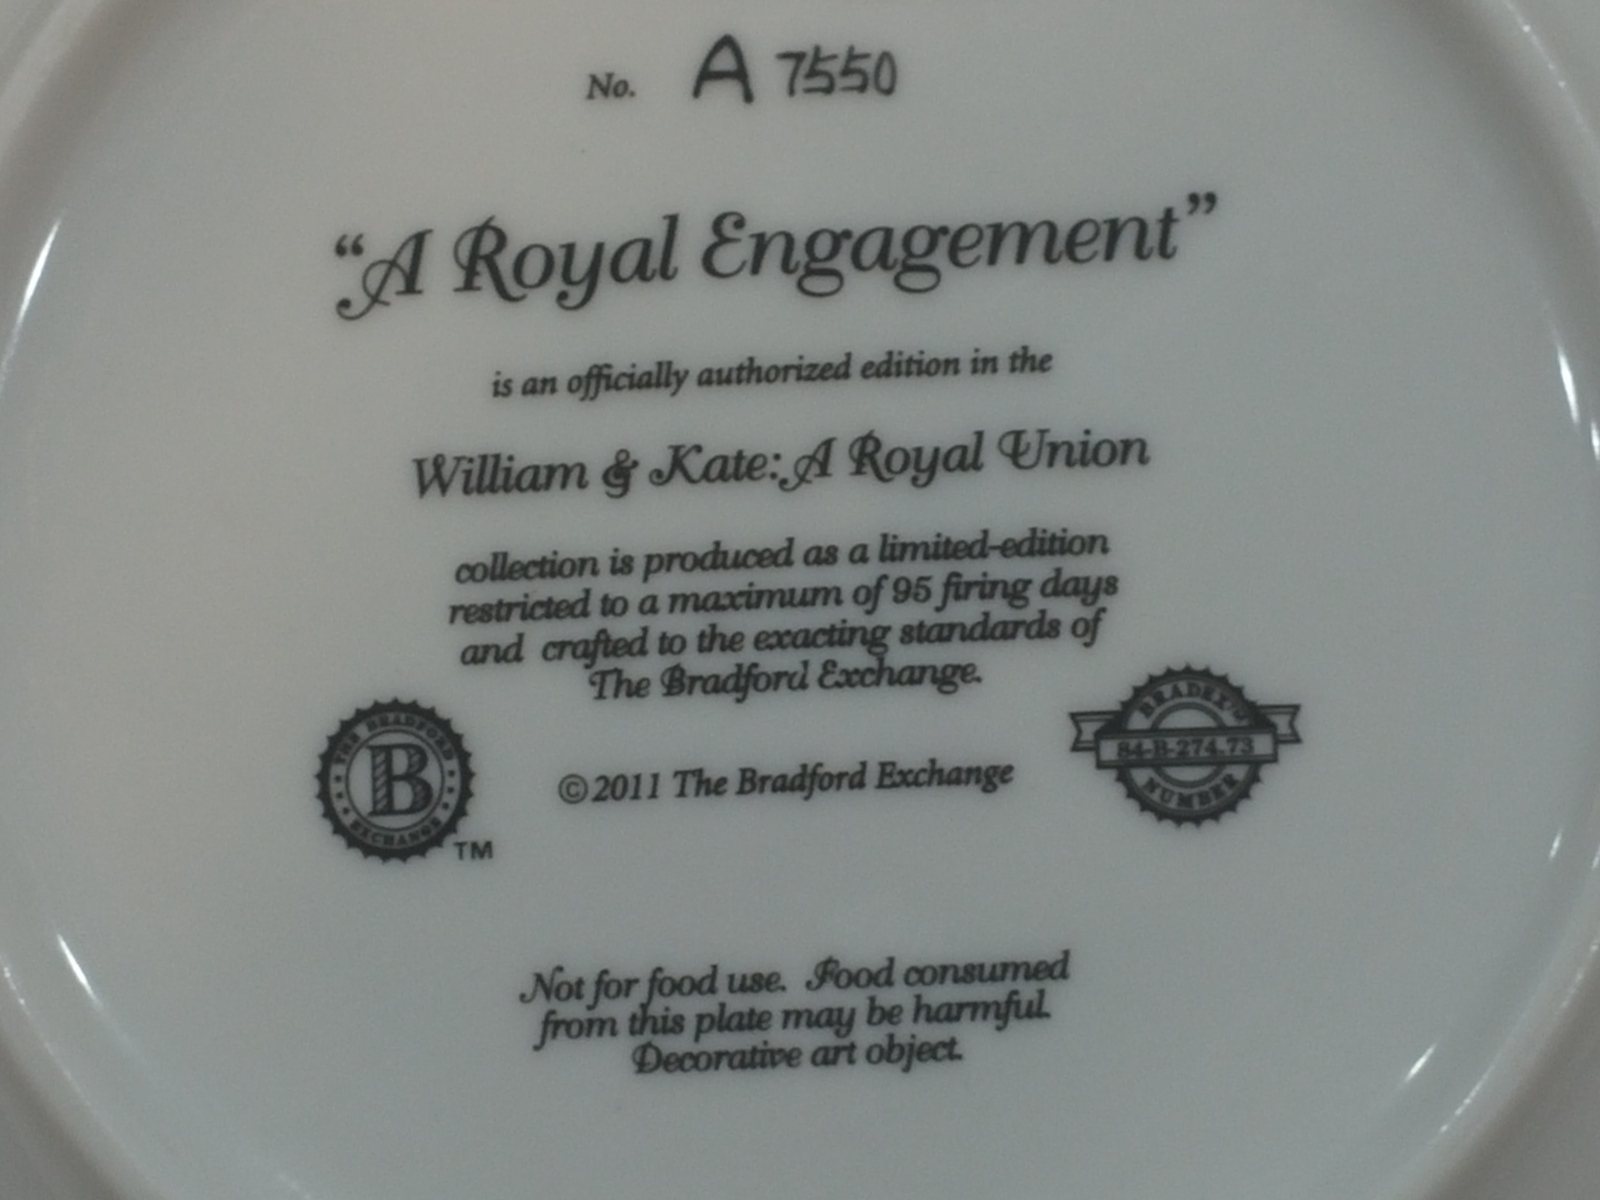 No. A 7550
“A Royal Engagement”
is an officially authorized edition in the
William & Kate: A Royal Union
collection is produced as a limited-edition
restricted to a maximum of 95 firing days
and crafted to the exacting standards of
The Bradford Exchange.
THE BRADFORD
B
EXCHANGE
TM
©2011 The Bradford Exchange
BRADEX™
84-B-274.73
NUMBER
Not for food use. Food consumed
from this plate may be harmful.
Decorative art object.